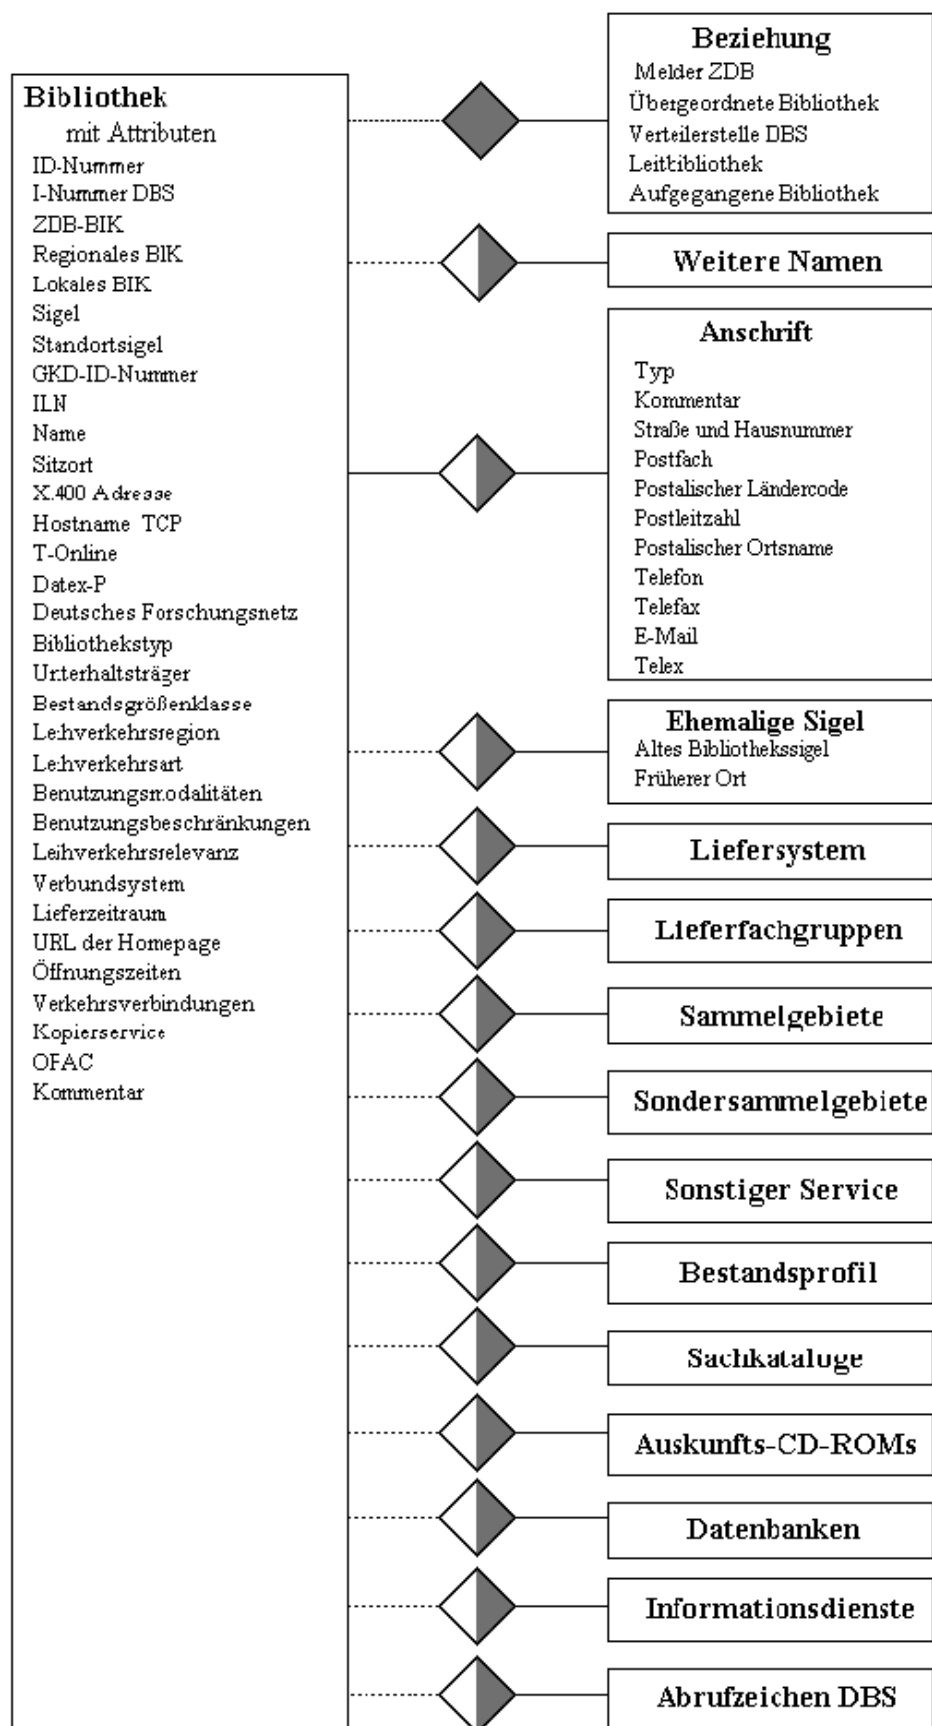 Bibliothek
mit Attributen
ID-Nummer
I-Nummer DBS
ZDB-BIK
Regionales BIK
Lokales BIK
Sigel
Standortsigel
GKD-ID-Nummer
ILN
Name
Sitzort
X.400 Adresse
Hostname TCP
T-Online
Datex-P
Deutsches Forschungsnetz
Bibliothekstyp
Unterhaltsträger
Bestandsgrößenklasse
Leihverkehrsregion
Leihverkehrsart
Benutzungsmodalitäten
Benutzungsbeschränkungen
Leihverkehrsrelevanz
Verbundsystem
Lieferzeitraum
URL der Homepage
Öffnungszeiten
Verkehrsverbindungen
Kopierservice
OPAC
Kommentar
Beziehung
Melder ZDB
Übergeordnete Bibliothek
Verteilerstelle DBS
Leitbibliothek
Aufgegangene Bibliothek
Weitere Namen
Anschrift
Typ
Kommentar
Straße und Hausnummer
Postfach
Postalischer Ländercode
Postleitzahl
Postalischer Ortsname
Telefon
Telefax
E-Mail
Telex
Ehemalige Sigel
Altes Bibliothekssigel
Früherer Ort
Liefersystem
Lieferfachgruppen
Sammelgebiete
Sondersammelgebiete
Sonstiger Service
Bestandsprofil
Sachkataloge
Auskunfts-CD-ROMs
Datenbanken
Informationsdienste
Abrufzeichen DBS